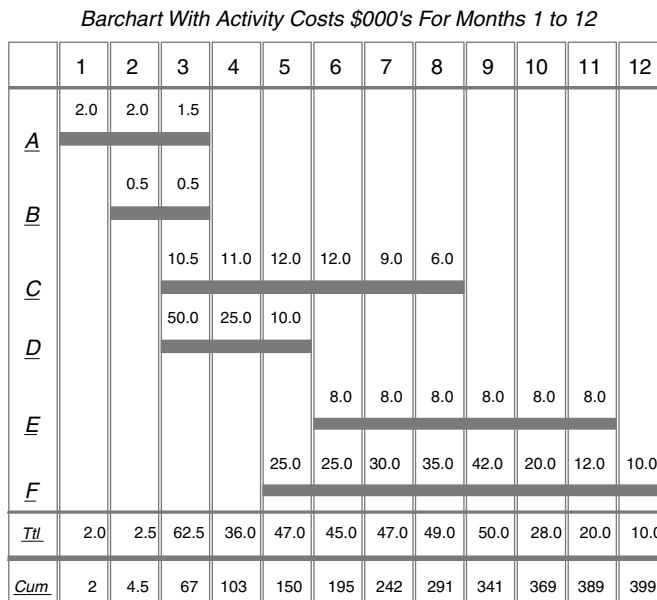 Barchart With Activity Costs $000's For Months 1 to 12
1 2 3 4 5 6 7 8 9 10 11 12
2.0 2.0 1.5
A
0.5 0.5
B
10.5 11.0 12.0 12.0 9.0 6.0
C
50.0 25.0 10.0
D
8.0 8.0 8.0 8.0 8.0 8.0
E
25.0 25.0 30.0 35.0 42.0 20.0 12.0 10.0
F
Ttl 2.0 2.5 62.5 36.0 47.0 45.0 47.0 49.0 50.0 28.0 20.0 10.0
Cum 2 4.5 67 103 150 195 242 291 341 369 389 399